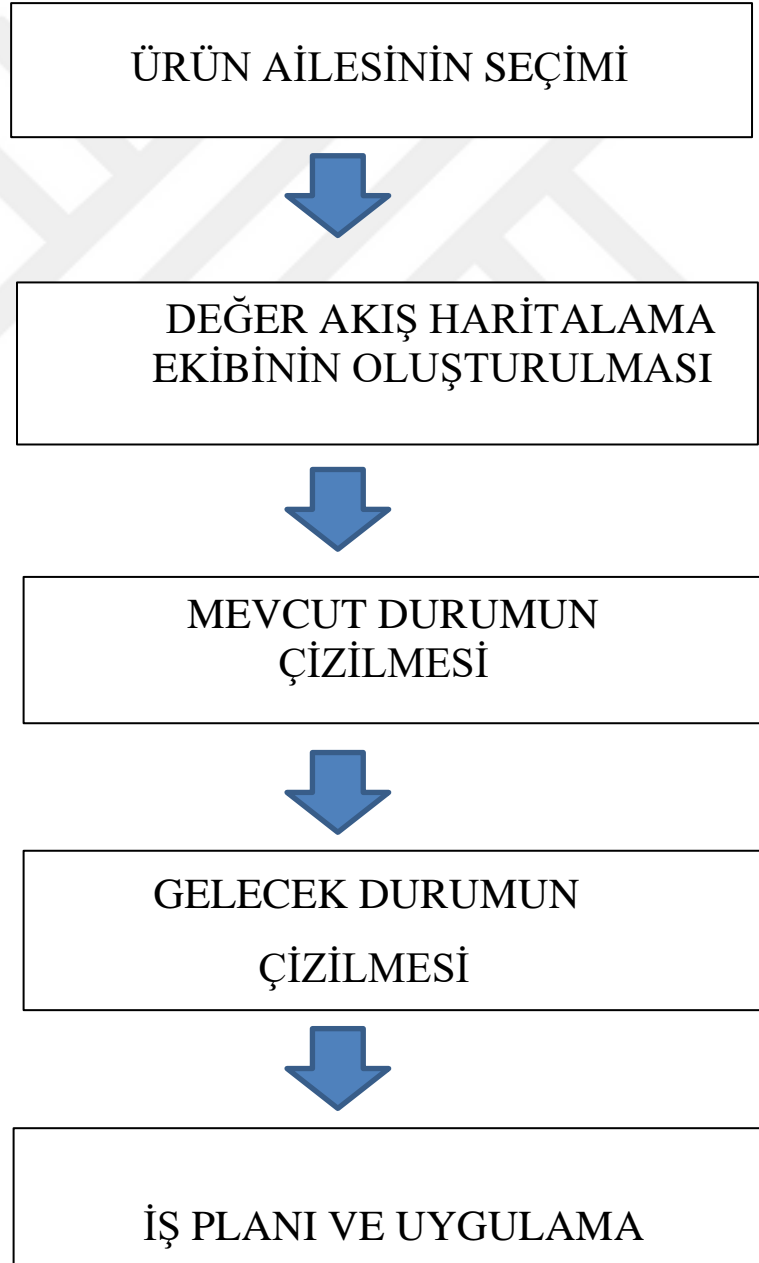 ÜRÜN AİLESİNİN SEÇİMİ
DEĞER AKIŞ HARİTALAMA
EKİBİNİN OLUŞTURULMASI
MEVCUT DURUMUN
ÇİZİLMESİ
GELECEK DURUMUN
ÇİZİLMESİ
İŞ PLANI VE UYGULAMA